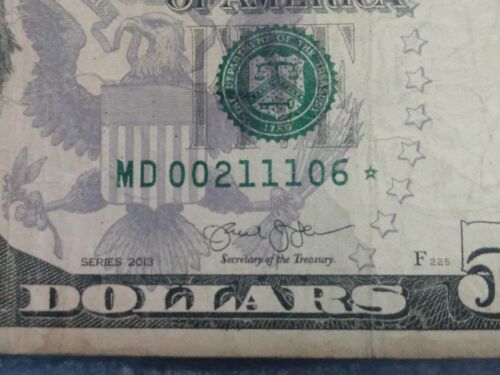 OF AMERICA
THE DEPARTMENT OF THE TREASURY
1789
MD 00211106 ☆
SERIES 2013
Secretary of the Treasury.
F 225
DOLLARS 5